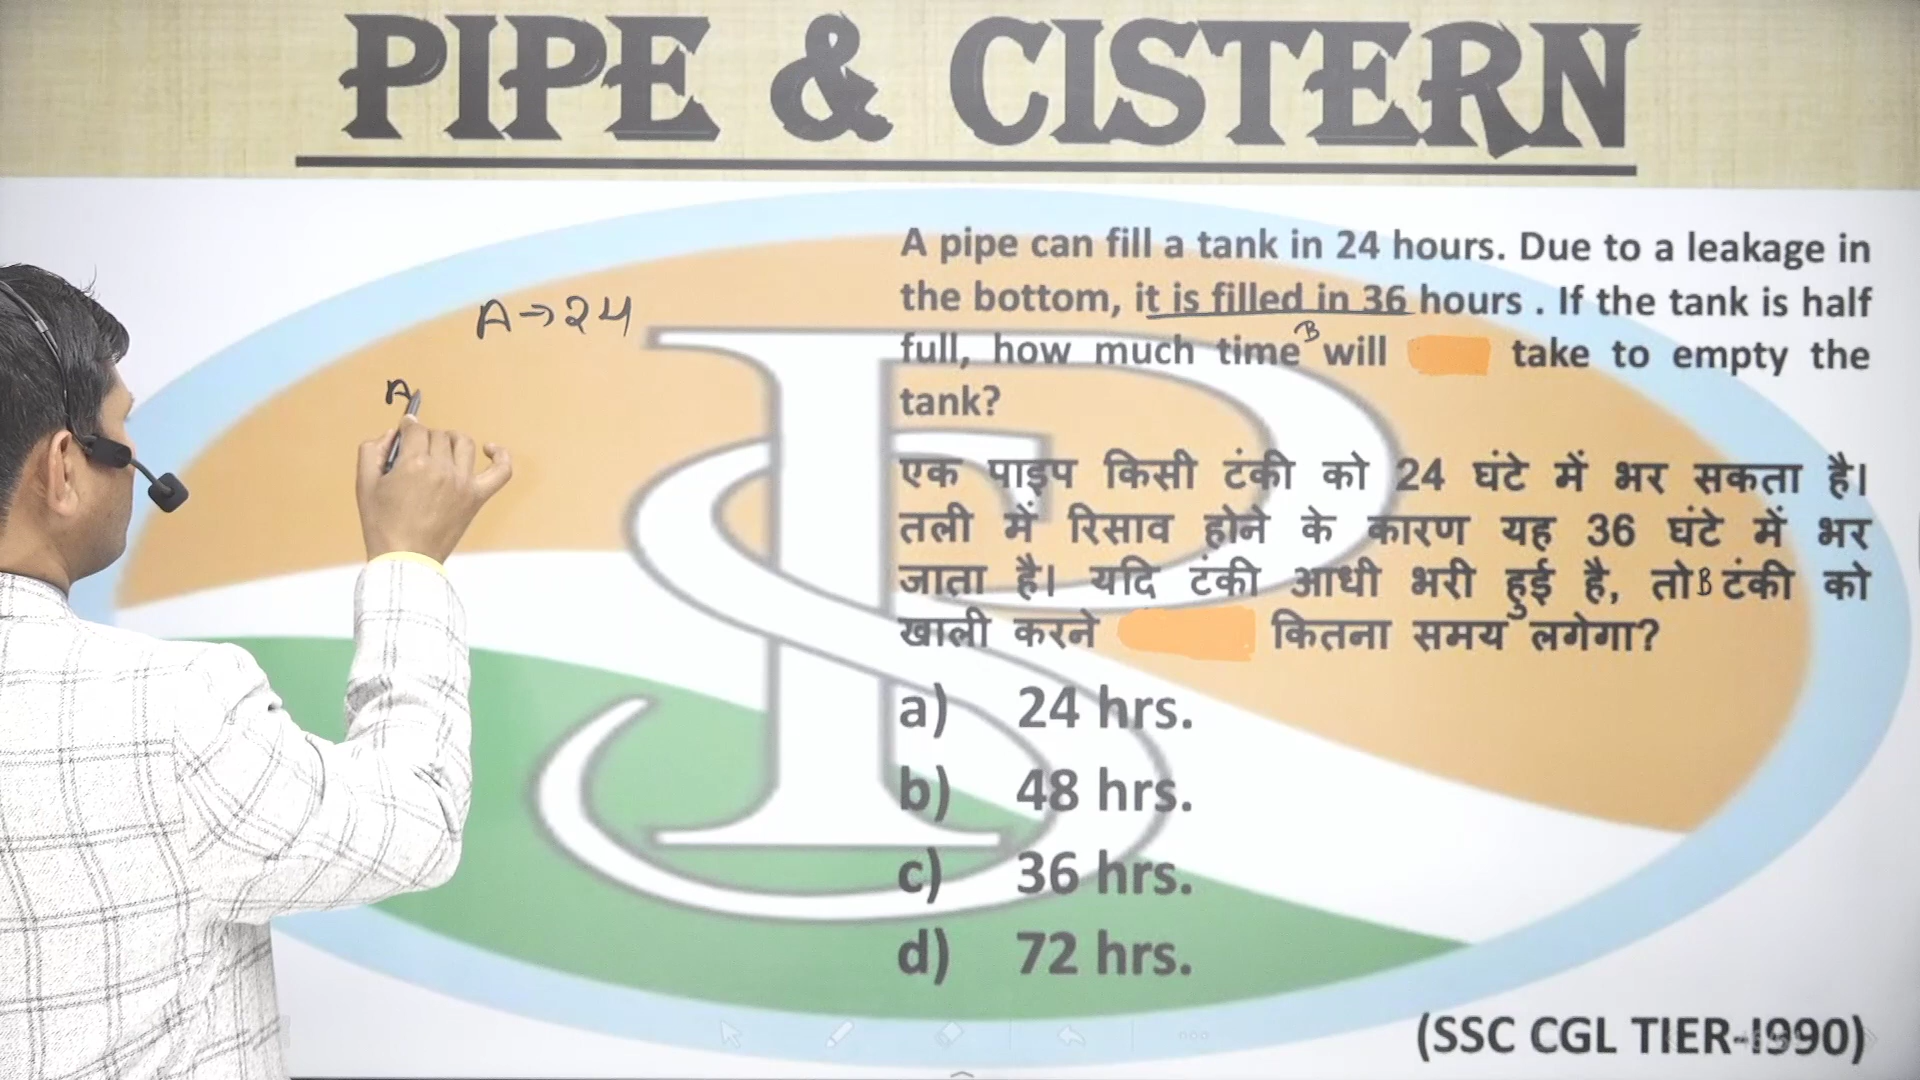 PIPE & CISTERN
A pipe can fill a tank in 24 hours. Due to a leakage in
the bottom, it is filled in 36 hours . If the tank is half
full, how much time B will take to empty the
tank?
एक पाइप किसी टंकी को 24 घंटे में भर सकता है।
तली में रिसाव होने के कारण यह 36 घंटे में भर
जाता है। यदि टंकी आधी भरी हुई है, तो B टंकी को
खाली करने कितना समय लगेगा?
a) 24 hrs.
b) 48 hrs.
c) 36 hrs.
d) 72 hrs.
(SSC CGL TIER-I990)
A→24
A